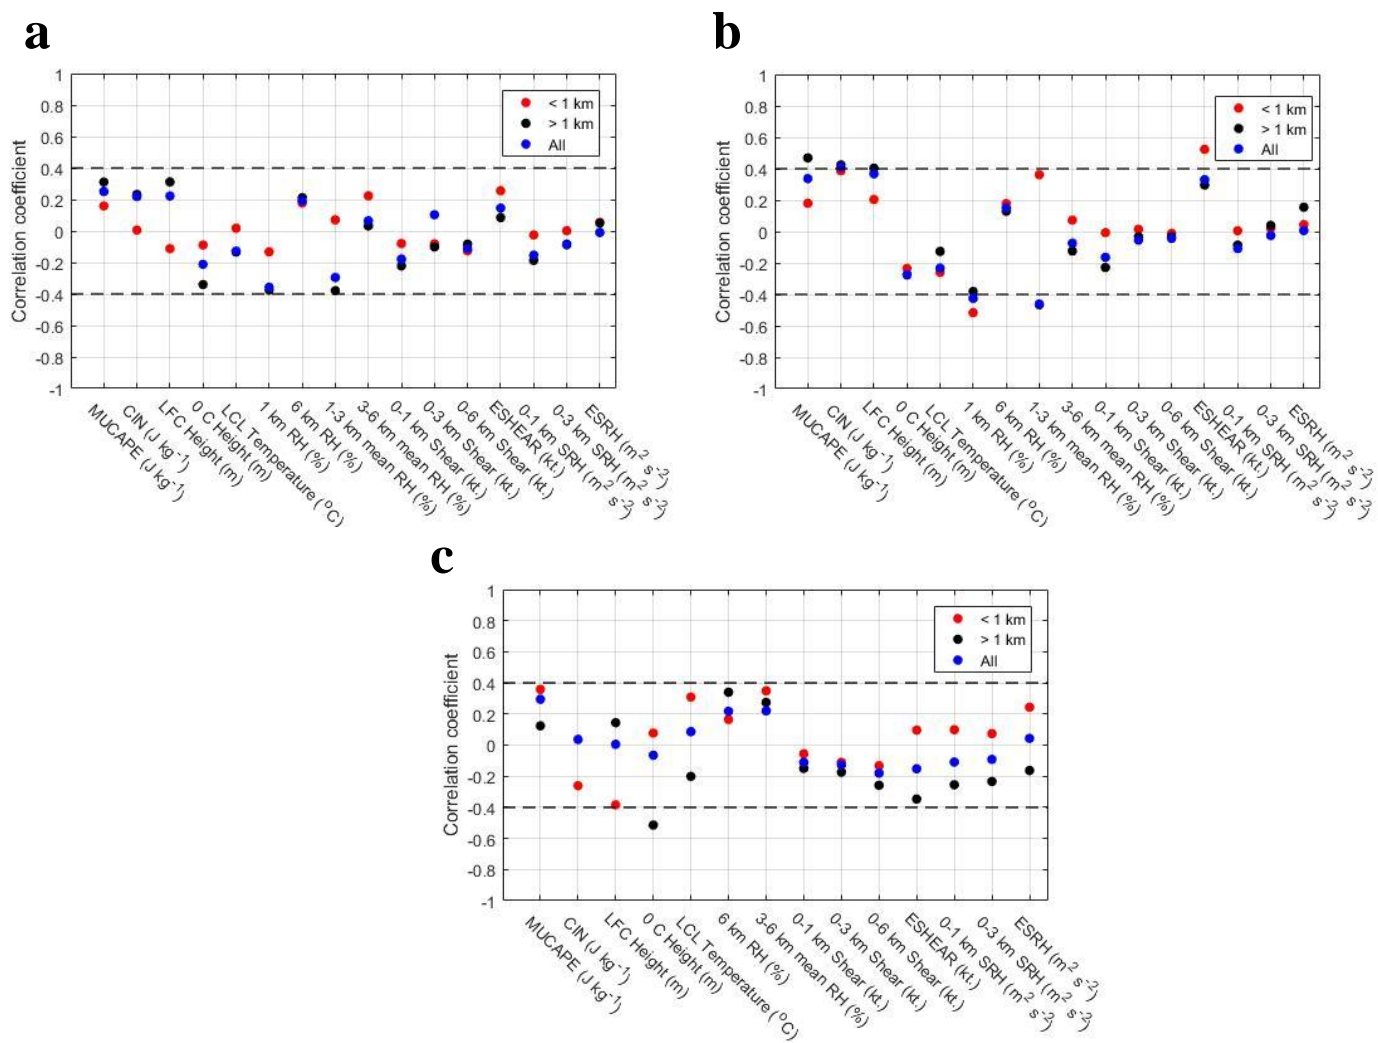 a
1
0.8
0.6
0.4
0.2
0
-0.2
-0.4
-0.6
-0.8
-1
Correlation coefficient
< 1 km
> 1 km
All
MUCAPE (J kg⁻¹)
CIN (J kg⁻¹)
LFC Height (m)
0 C Height (m)
LCL Temperature (°C)
1 km RH (%)
6 km RH (%)
1-3 km mean RH (%)
3-6 km mean RH (%)
0-1 km Shear (kt.)
0-3 km Shear (kt.)
0-6 km Shear (kt.)
ESHEAR (kt.)
0-1 km SRH (m² s⁻²)
0-3 km SRH (m² s⁻²)
ESRH (m² s⁻²)
b
1
0.8
0.6
0.4
0.2
0
-0.2
-0.4
-0.6
-0.8
-1
Correlation coefficient
< 1 km
> 1 km
All
MUCAPE (J kg⁻¹)
CIN (J kg⁻¹)
LFC Height (m)
0 C Height (m)
LCL Temperature (°C)
1 km RH (%)
6 km RH (%)
1-3 km mean RH (%)
3-6 km mean RH (%)
0-1 km Shear (kt.)
0-3 km Shear (kt.)
0-6 km Shear (kt.)
ESHEAR (kt.)
0-1 km SRH (m² s⁻²)
0-3 km SRH (m² s⁻²)
ESRH (m² s⁻²)
c
1
0.8
0.6
0.4
0.2
0
-0.2
-0.4
-0.6
-0.8
-1
Correlation coefficient
< 1 km
> 1 km
All
MUCAPE (J kg⁻¹)
CIN (J kg⁻¹)
LFC Height (m)
0 C Height (m)
LCL Temperature (°C)
6 km RH (%)
3-6 km mean RH (%)
0-1 km Shear (kt.)
0-3 km Shear (kt.)
0-6 km Shear (kt.)
ESHEAR (kt.)
0-1 km SRH (m² s⁻²)
0-3 km SRH (m² s⁻²)
ESRH (m² s⁻²)